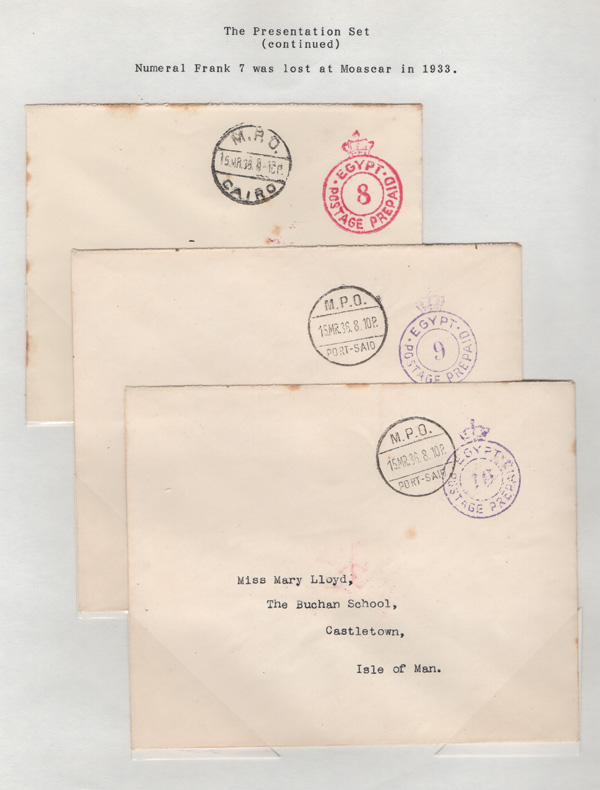 The Presentation Set
(continued)
Numeral Frank 7 was lost at Moascar in 1933.
M.P.O.
15.MR.36.8-10P.
CAIRO
EGYPT
8
POSTAGE PREPAID
M.P.O.
15.MR.36.8.10P.
PORT-SAID
EGYPT
9
POSTAGE PREPAID
M.P.O.
15.MR.36.8.10P.
PORT-SAID
EGYPT
POSTAGE PREPAID
Miss Mary Lloyd,
The Buchan School,
Castletown,
Isle of Man.